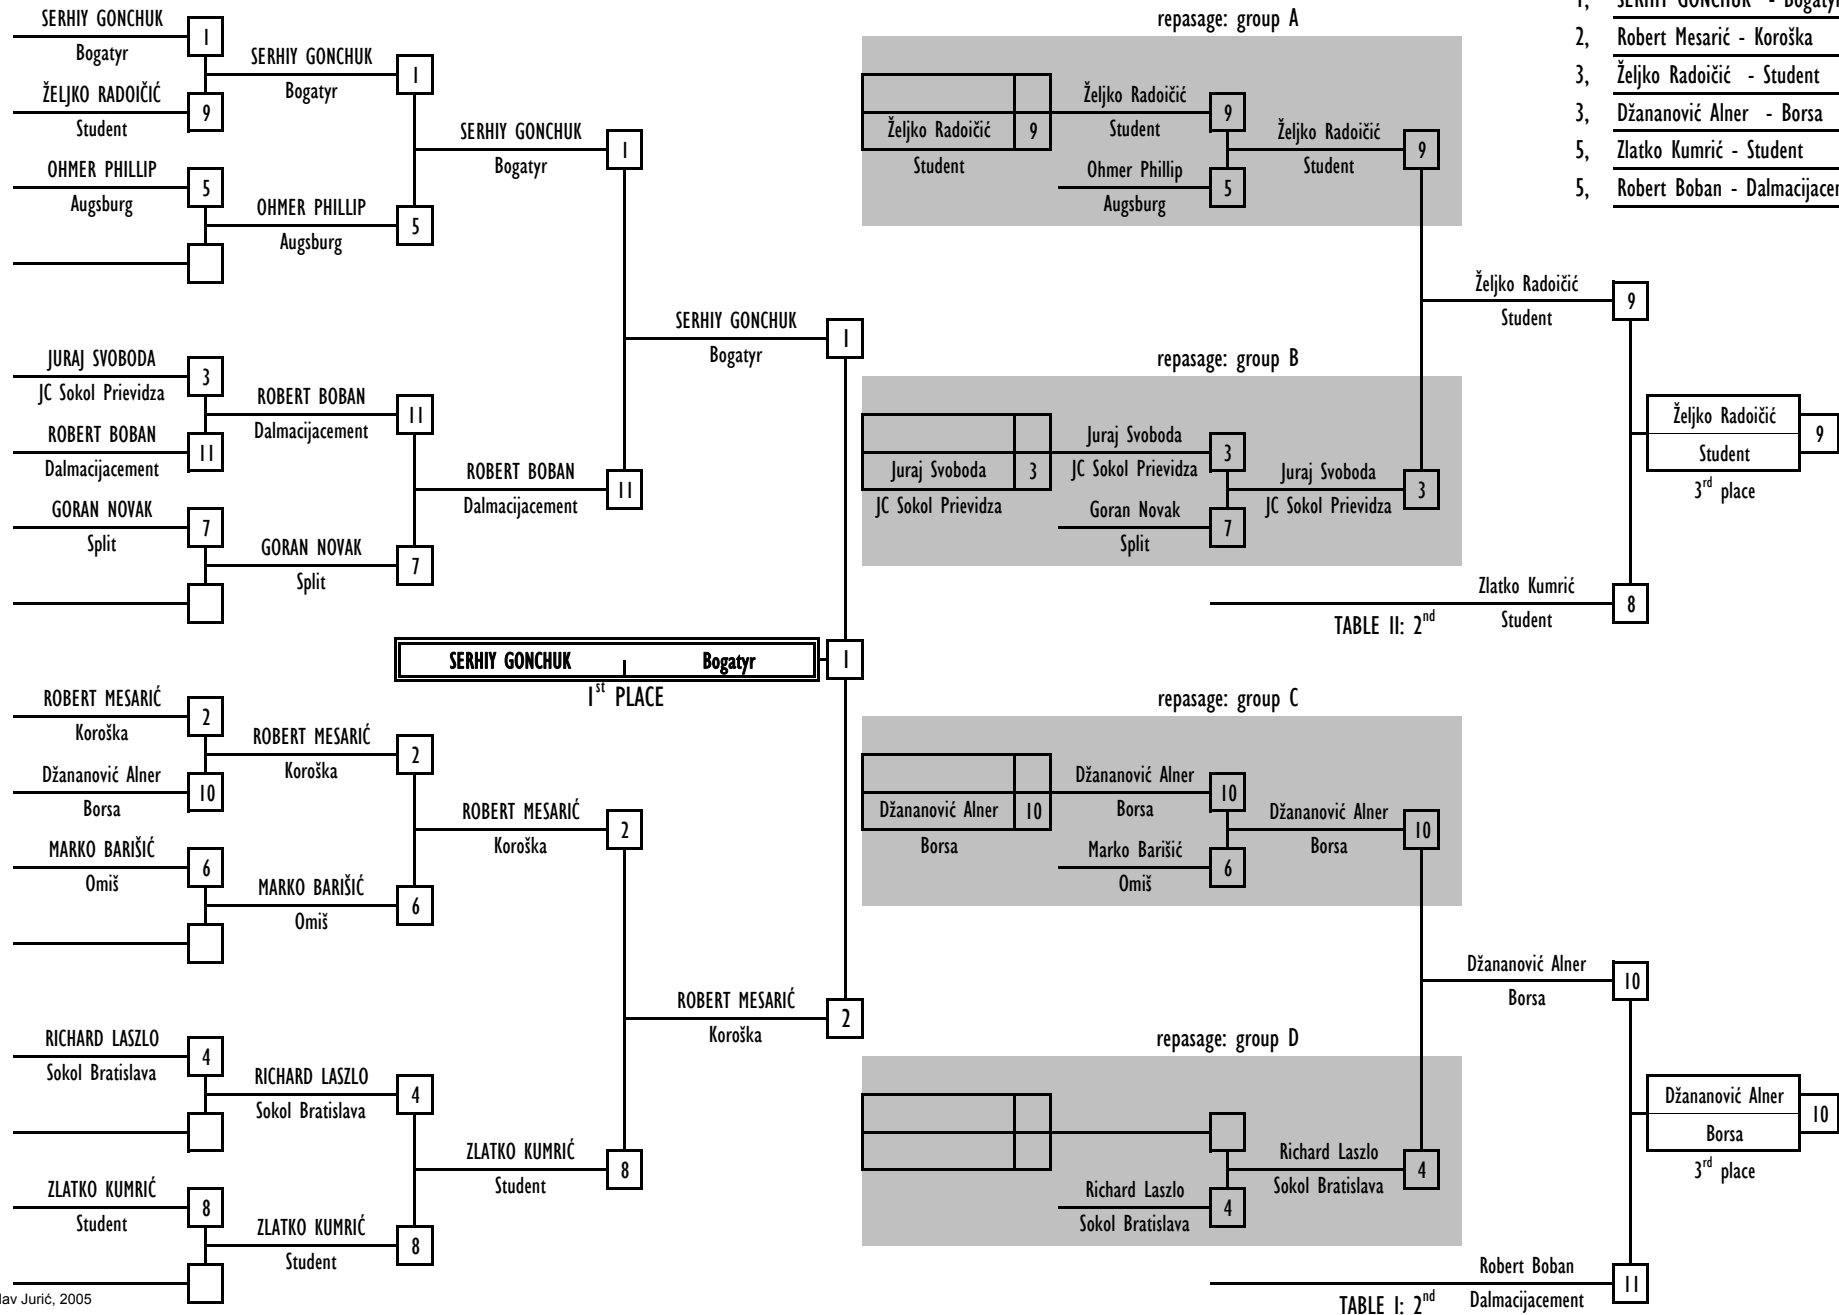 SERHIY GONCHUK
Bogatyr
1
ŽELJKO RADOIČIĆ
Student
9
SERHIY GONCHUK
Bogatyr
1
OHMER PHILLIP
Augsburg
5
OHMER PHILLIP
Augsburg
5
SERHIY GONCHUK
Bogatyr
1
JURAJ SVOBODA
JC Sokol Prievidza
3
ROBERT BOBAN
Dalmacijacement
11
ROBERT BOBAN
Dalmacijacement
11
GORAN NOVAK
Split
7
GORAN NOVAK
Split
7
ROBERT BOBAN
Dalmacijacement
11
SERHIY GONCHUK
Bogatyr
1
SERHIY GONCHUK Bogatyr 1
1st PLACE
ROBERT MESARIĆ
Koroška
2
Džananović Alner
Borsa
10
ROBERT MESARIĆ
Koroška
2
MARKO BARIŠIĆ
Omiš
6
MARKO BARIŠIĆ
Omiš
6
ROBERT MESARIĆ
Koroška
2
RICHARD LASZLO
Sokol Bratislava
4
RICHARD LASZLO
Sokol Bratislava
4
ZLATKO KUMRIĆ
Student
8
ZLATKO KUMRIĆ
Student
8
ZLATKO KUMRIĆ
Student
8
ROBERT MESARIĆ
Koroška
2
Jurić, 2005
repasage: group A
Željko Radoičić 9
Student
Željko Radoičić
Student
9
Ohmer Phillip
Augsburg
5
Željko Radoičić
Student
9
repasage: group B
Juraj Svoboda 3
JC Sokol Prievidza
Juraj Svoboda
JC Sokol Prievidza
3
Goran Novak
Split
7
Juraj Svoboda
JC Sokol Prievidza
3
Željko Radoičić
Student
9
Zlatko Kumrić
Student
8
TABLE II: 2nd
Željko Radoičić
Student
9
3rd place
repasage: group C
Džananović Alner 10
Borsa
Džananović Alner
Borsa
10
Marko Barišić
Omiš
6
Džananović Alner
Borsa
10
repasage: group D
Richard Laszlo
Sokol Bratislava
4
Richard Laszlo
Sokol Bratislava
4
Džananović Alner
Borsa
10
Robert Boban
Dalmacijacement
11
TABLE I: 2nd
Džananović Alner
Borsa
10
3rd place
1, SERHIY GONCHUK - Bogatyr
2, Robert Mesarić - Koroška
3, Željko Radoičić - Student
3, Džananović Alner - Borsa
5, Zlatko Kumrić - Student
5, Robert Boban -